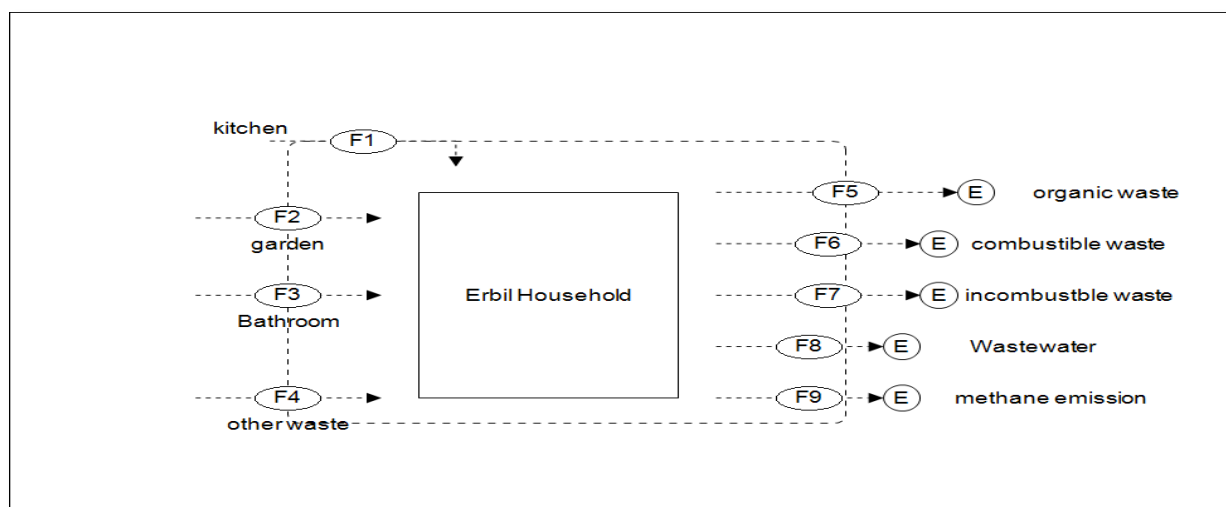 kitchen
F1
F5 E organic waste
F2
garden
F6 E combustible waste
F3
Bathroom
Erbil Household
F7 E incombustble waste
F8 E Wastewater
F4
other waste
F9 E methane emission